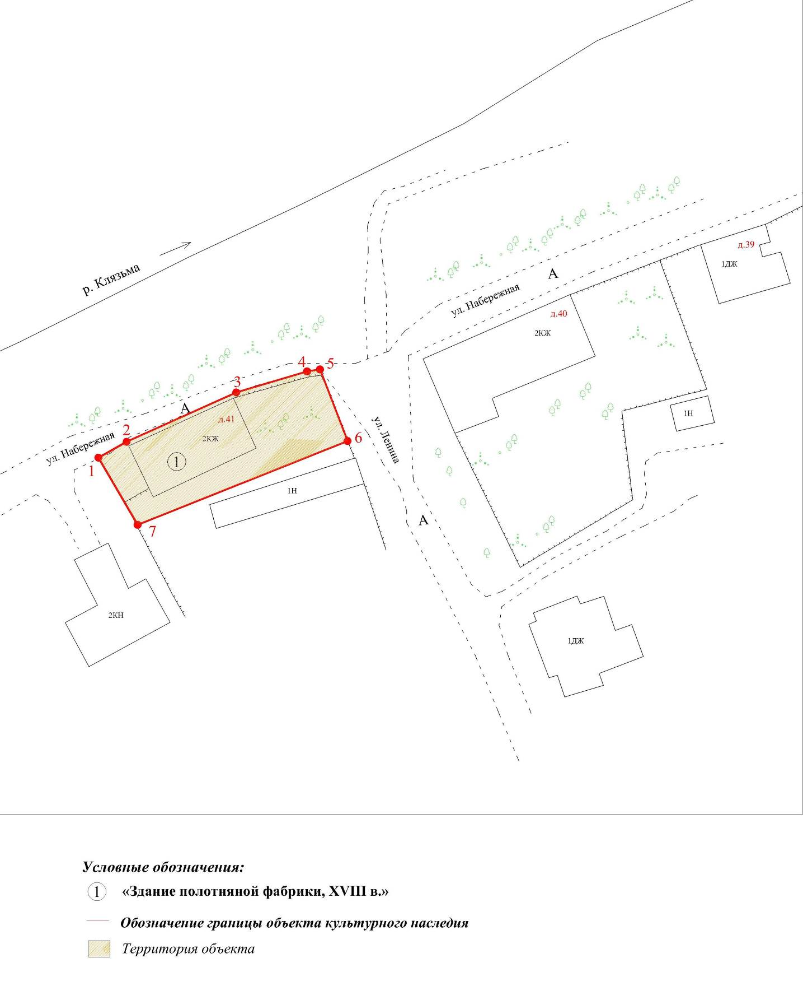 д.39
1ДЖ
р. Клязьма
А
ул. Набережная
д.40
2КЖ
4
5
3
А
д.41
2
2КЖ
6
1Н
ул. Набережная
ул. Ленина
1
1
1Н
А
7
2КН
1ДЖ
Условные обозначения:
1 «Здание полотняной фабрики, XVIII в.»
Обозначение границы объекта культурного наследия
Территория объекта